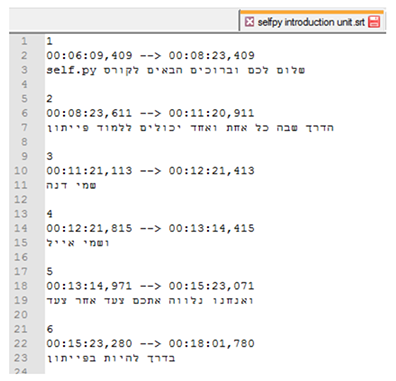 selfpy introduction unit.srt
1 1
2 00:06:09,409 --> 00:08:23,409
3 שלום לכם וברוכים הבאים לקורס self.py
4
5 2
6 00:08:23,611 --> 00:11:20,911
7 הדרך שבה כל אחת ואחד יכולים ללמוד פייתון
8
9 3
10 00:11:21,113 --> 00:12:21,413
11 שמי דנה
12
13 4
14 00:12:21,815 --> 00:13:14,415
15 ושמי אייל
16
17 5
18 00:13:14,971 --> 00:15:23,071
19 ואנחנו נלווה אתכם צעד אחר צעד
20
21 6
22 00:15:23,280 --> 00:18:01,780
23 בדרך להיות בפייתון
24